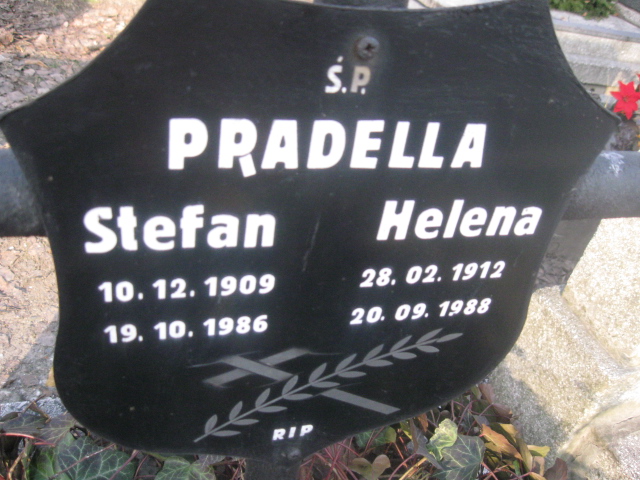 Ś.P.
PRADELLA
Stefan Helena
10.12.1909 28.02.1912
19.10.1986 20.09.1988
RIP